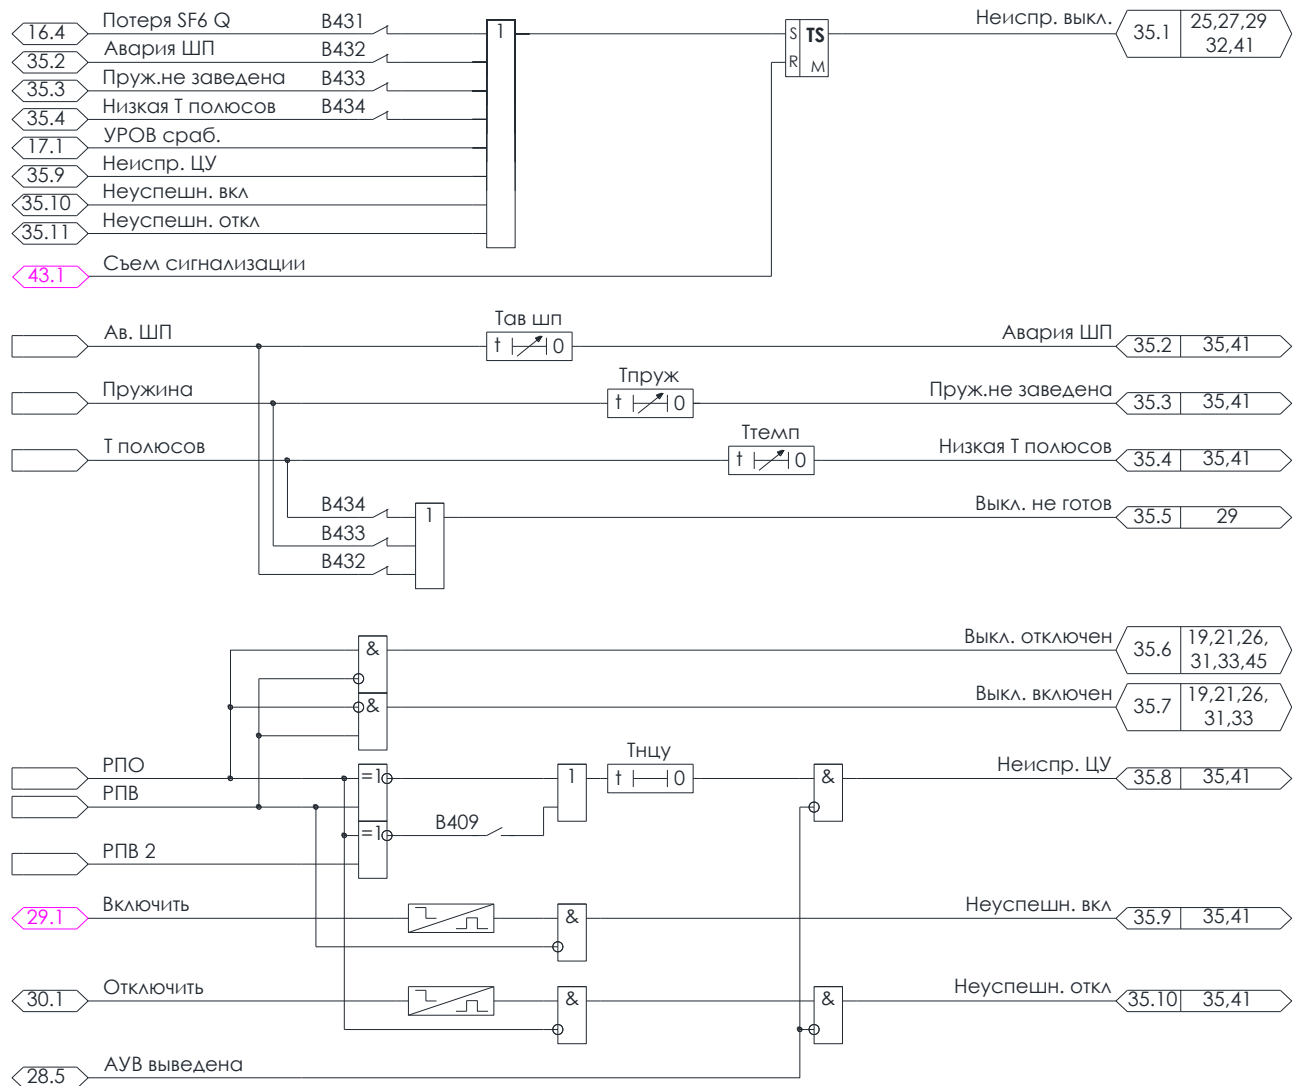 16.4 Потеря SF6 Q B431 1 S TS Неиспр. выкл. 35.1 25,27,29
R M 32,41
35.2 Авария ШП B432
35.3 Пруж.не заведена B433
35.4 Низкая Т полюсов B434
17.1 УРОВ сраб.
35.9 Неиспр. ЦУ
35.10 Неуспешн. вкл
35.11 Неуспешн. откл
43.1 Съем сигнализации
Ав. ШП Тав шп t 0 Авария ШП 35.2 35,41
Пружина Тпруж t 0 Пруж.не заведена 35.3 35,41
Т полюсов Ттемп t 0 Низкая Т полюсов 35.4 35,41
B434 1 Выкл. не готов 35.5 29
B433
B432
& Выкл. отключен 35.6 19,21,26,
31,33,45
& Выкл. включен 35.7 19,21,26,
31,33
РПО =1 1 Тнцу t 0 & Неиспр. ЦУ 35.8 35,41
РПВ
=1 B409
РПВ 2
29.1 Включить & Неуспешн. вкл 35.9 35,41
30.1 Отключить & & Неуспешн. откл 35.10 35,41
28.5 АУВ выведена